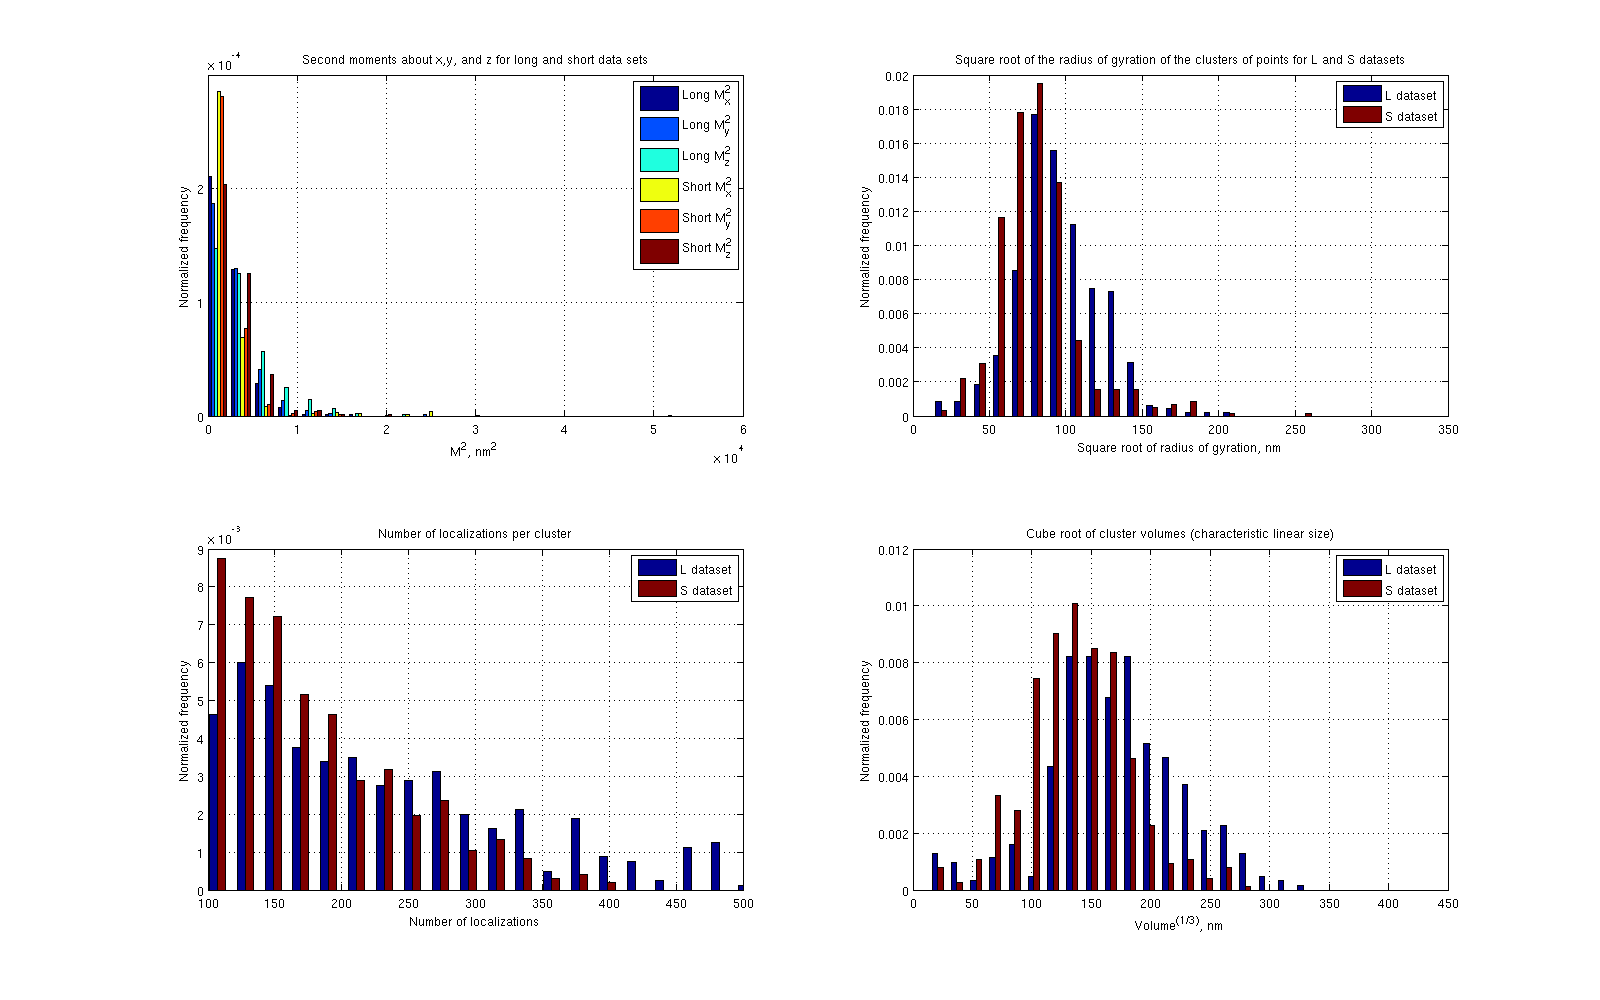 Second moments about x,y, and z for long and short data sets
x 10^-4
Normalized frequency
2
1
0
Long M_x^2
Long M_y^2
Long M_z^2
Short M_x^2
Short M_y^2
Short M_z^2
0 1 2 3 4 5 6
M^2, nm^2
x 10^4
Square root of the radius of gyration of the clusters of points for L and S datasets
Normalized frequency
0.02
0.018
0.016
0.014
0.012
0.01
0.008
0.006
0.004
0.002
0
L dataset
S dataset
0 50 100 150 200 250 300 350
Square root of radius of gyration, nm
Number of localizations per cluster
x 10^-3
Normalized frequency
9
8
7
6
5
4
3
2
1
0
L dataset
S dataset
100 150 200 250 300 350 400 450 500
Number of localizations
Cube root of cluster volumes (characteristic linear size)
Normalized frequency
0.012
0.01
0.008
0.006
0.004
0.002
0
L dataset
S dataset
0 50 100 150 200 250 300 350 400 450
Volume^(1/3), nm